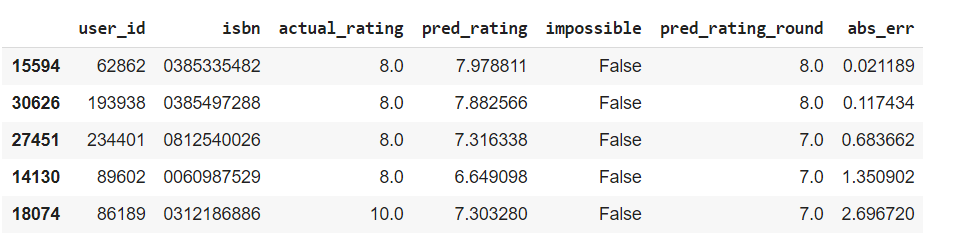 user_id isbn actual_rating pred_rating impossible pred_rating_round abs_err
15594 62862 0385335482 8.0 7.978811 False 8.0 0.021189
30626 193938 0385497288 8.0 7.882566 False 8.0 0.117434
27451 234401 0812540026 8.0 7.316338 False 7.0 0.683662
14130 89602 0060987529 8.0 6.649098 False 7.0 1.350902
18074 86189 0312186886 10.0 7.303280 False 7.0 2.696720